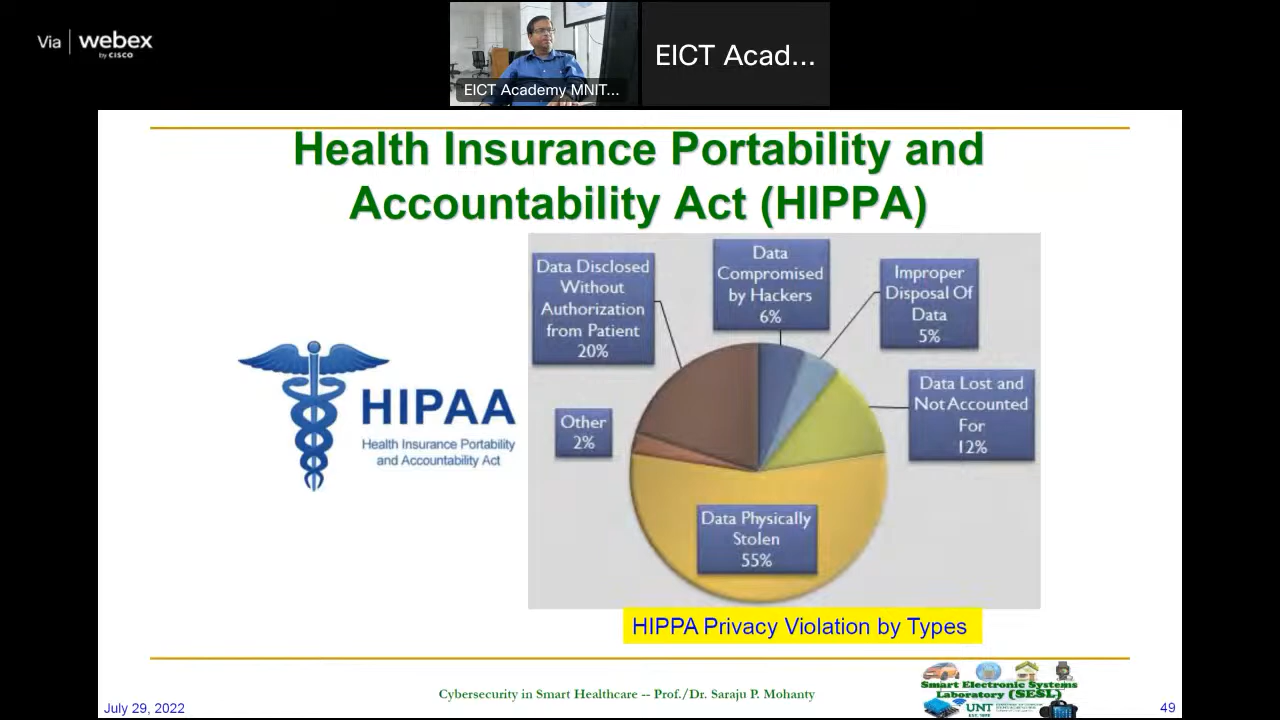 Via | webex
by CISCO
EICT Academy MNIT...
EICT Acad...
Health Insurance Portability and
Accountability Act (HIPPA)
HIPAA
Health Insurance Portability
and Accountability Act
Data Disclosed
Without
Authorization
from Patient
20%
Data
Compromised
by Hackers
6%
Improper
Disposal Of
Data
5%
Other
2%
Data Lost and
Not Accounted
For
12%
Data Physically
Stolen
55%
HIPPA Privacy Violation by Types
July 29, 2022
Cybersecurity in Smart Healthcare -- Prof./Dr. Saraju P. Mohanty
Smart Electronic Systems
Laboratory (SESL)
UNT
49